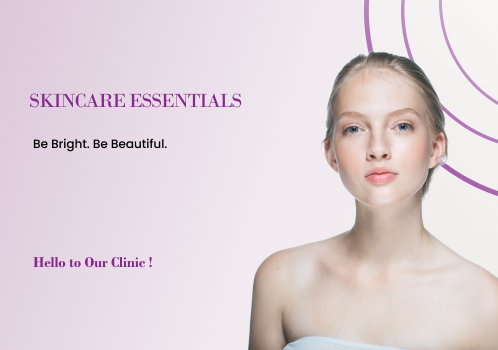 SKINCARE ESSENTIALS
Be Bright. Be Beautiful.
Hello to Our Clinic !